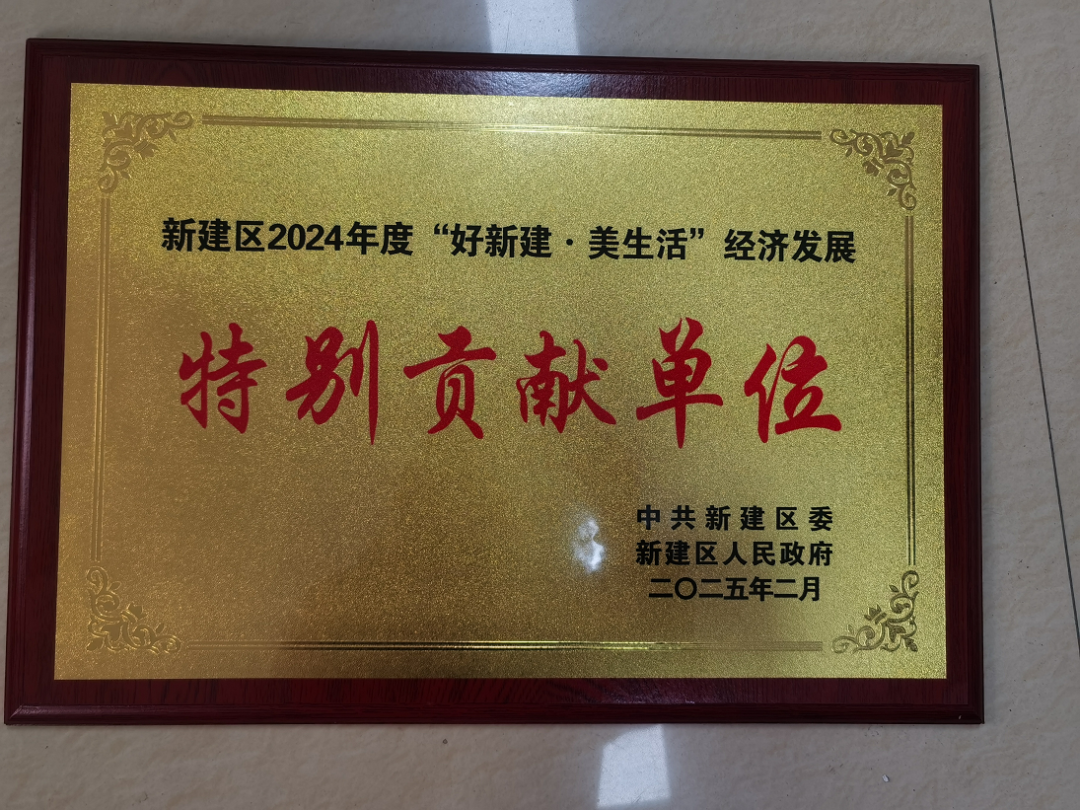 新建区2024年度“好新建·美生活”经济发展
特别贡献单位
中共新建区委
新建区人民政府
二〇二五年二月